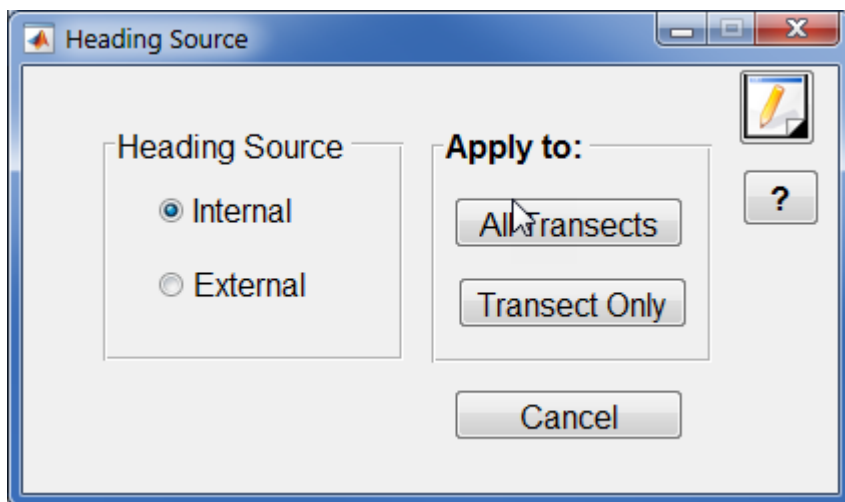 Heading Source
Heading Source
Internal
External
Apply to:
All Transects
Transect Only
Cancel
?